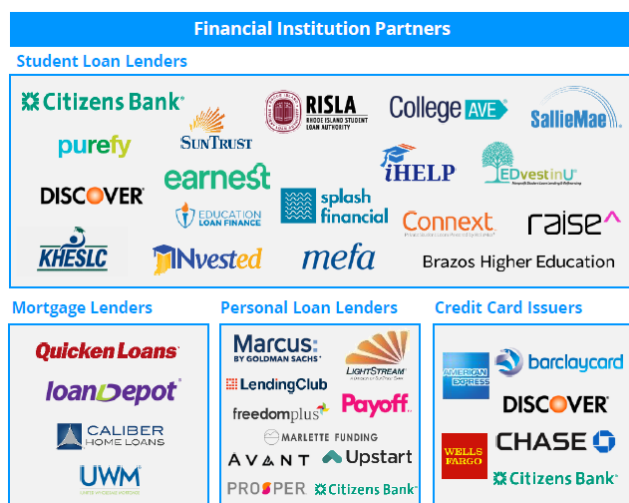 Financial Institution Partners
Student Loan Lenders
Citizens Bank®
SUNTRUST
RISLA
RHODE ISLAND STUDENT
LOAN AUTHORITY
College AVE
SallieMae
purefy
earnest
iHELP
EDvestinU
DISCOVER
EDUCATION
LOAN FINANCE
splash
financial
Connext
raise^
KHESLC
INvested
mefa
Brazos Higher Education
Mortgage Lenders
Quicken Loans
loanDepot
CALIBER
HOME LOANS
UWM
Personal Loan Lenders
Marcus:
BY GOLDMAN SACHS®
LIGHTSTREAM
LendingClub
freedomplus
Payoff
MARLETTE FUNDING
AVANT
Upstart
PROSPER
Citizens Bank®
Credit Card Issuers
AMERICAN
EXPRESS
barclaycard
DISCOVER
WELLS
FARGO
CHASE
Citizens Bank®